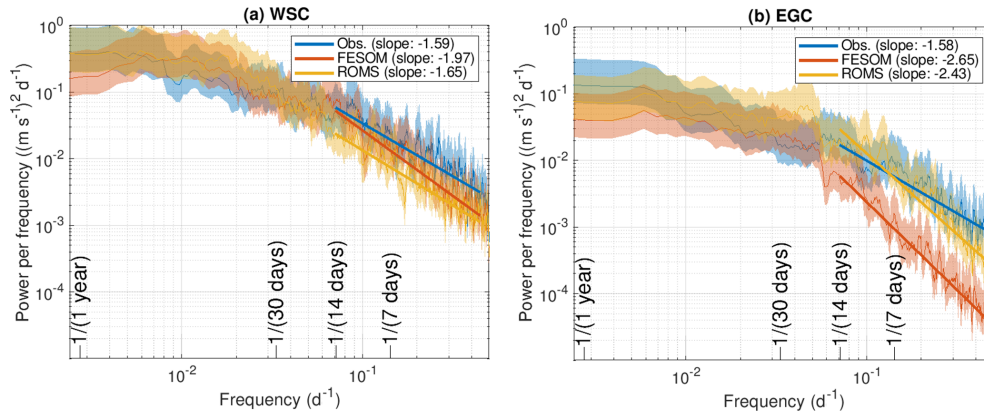 (a) WSC
Power per frequency ((m s⁻¹)² d⁻¹)
10⁰
10⁻¹
10⁻²
10⁻³
10⁻⁴
Obs. (slope: -1.59)
FESOM (slope: -1.97)
ROMS (slope: -1.65)
1/(1 year)
1/(30 days)
1/(14 days)
1/(7 days)
10⁻² 10⁻¹
Frequency (d⁻¹)
(b) EGC
Power per frequency ((m s⁻¹)² d⁻¹)
10⁰
10⁻¹
10⁻²
10⁻³
10⁻⁴
Obs. (slope: -1.58)
FESOM (slope: -2.65)
ROMS (slope: -2.43)
1/(1 year)
1/(30 days)
1/(14 days)
1/(7 days)
10⁻² 10⁻¹
Frequency (d⁻¹)